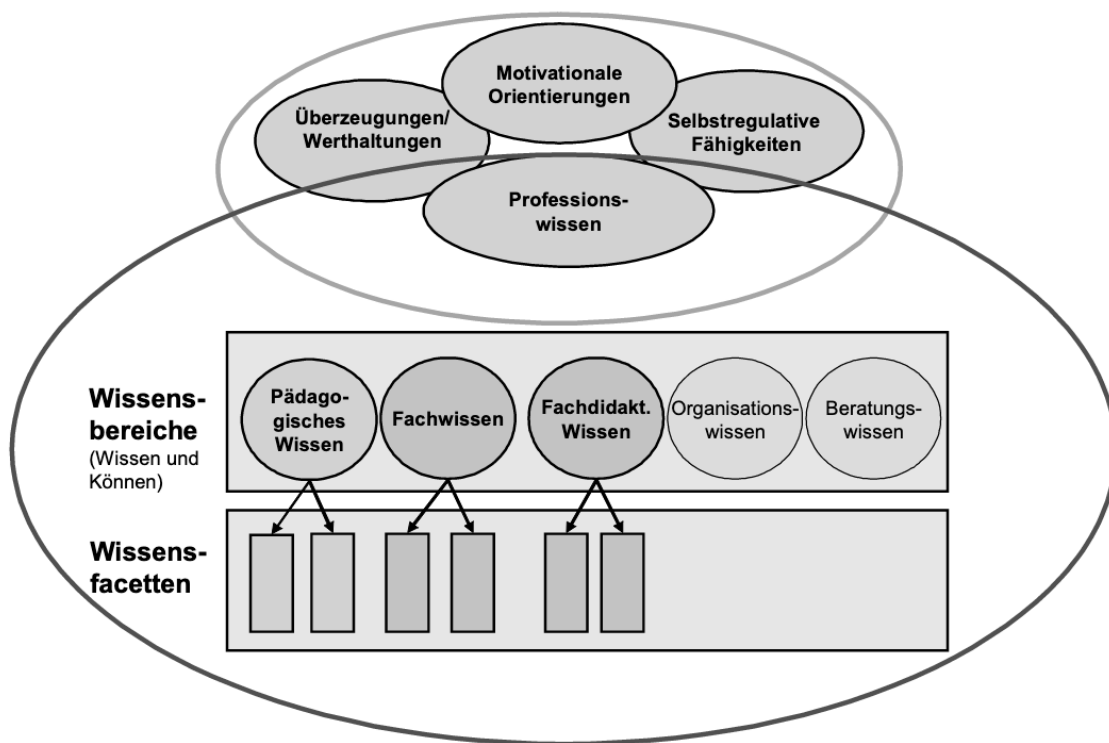 Motivationale
Orientierungen
Überzeugungen/
Werthaltungen
Selbstregulative
Fähigkeiten
Professions-
wissen
Wissens-
bereiche
(Wissen und
Können)
Pädago-
gisches
Wissen
Fachwissen
Fachdidakt.
Wissen
Organisations-
wissen
Beratungs-
wissen
Wissens-
facetten